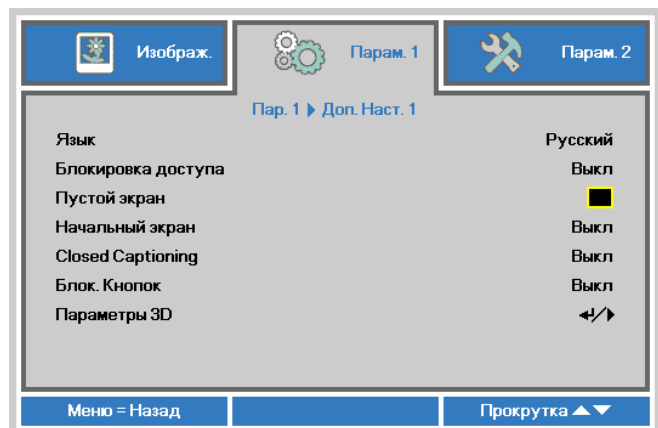 Изображ.
Парам. 1
Парам. 2
Пар. 1 ▶ Доп. Наст. 1
Язык Русский
Блокировка доступа Выкл
Пустой экран
Начальный экран Выкл
Closed Captioning Выкл
Блок. Кнопок Выкл
Параметры 3D ↵/▶
Меню = Назад
Прокрутка ▲▼